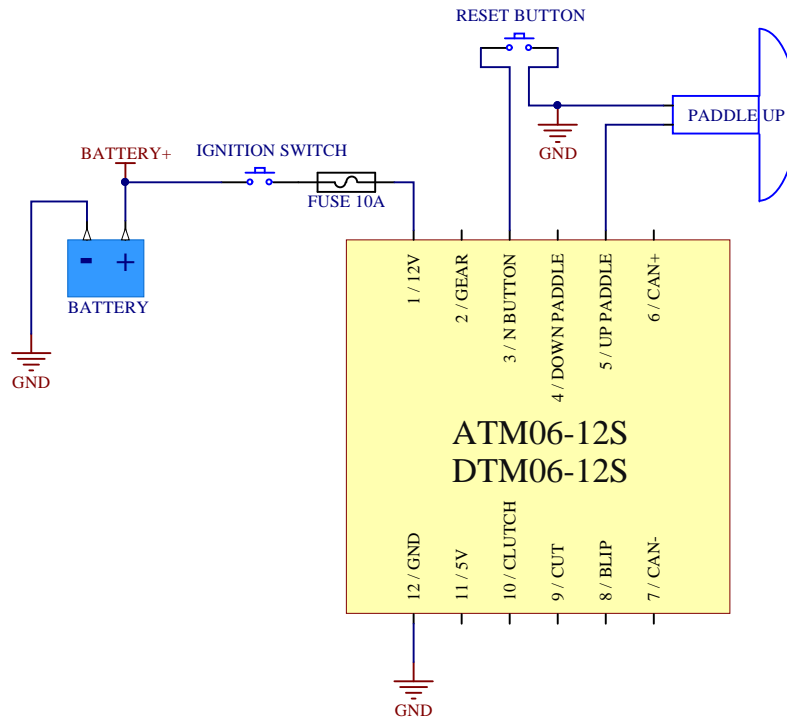 RESET BUTTON
PADDLE UP
GND
BATTERY+
IGNITION SWITCH
FUSE 10A
- +
BATTERY
GND
1 / 12V
2 / GEAR
3 / N BUTTON
4 / DOWN PADDLE
5 / UP PADDLE
6 / CAN+
ATM06-12S
DTM06-12S
12 / GND
11 / 5V
10 / CLUTCH
9 / CUT
8 / BLIP
7 / CAN-
GND